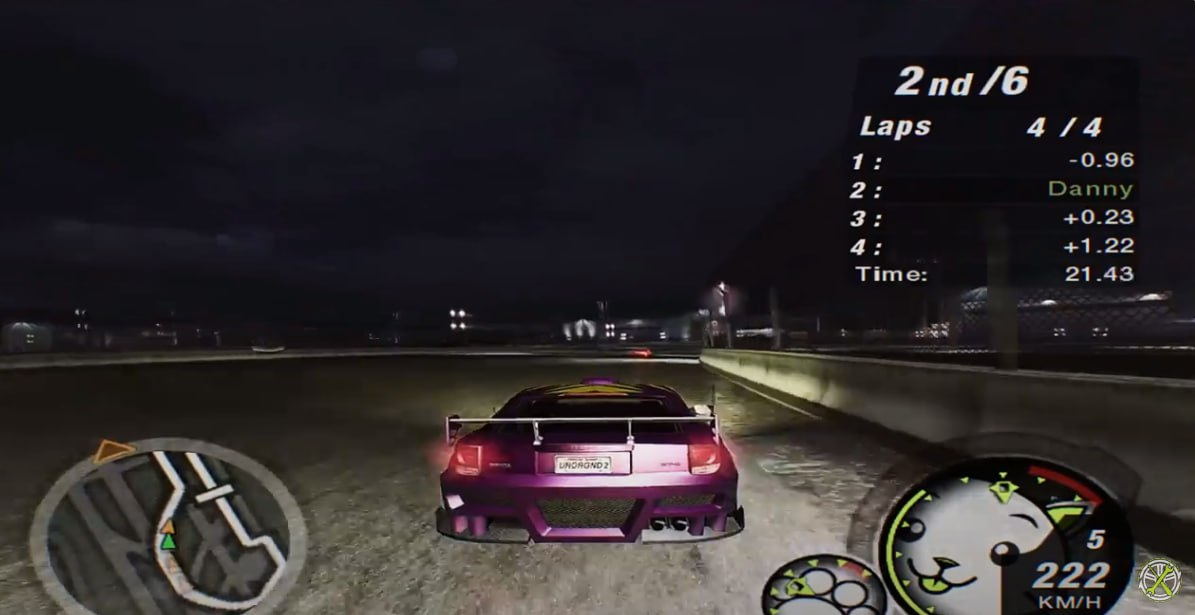 2nd /6
Laps 4 / 4
1 : -0.96
2 : Danny
3 : +0.23
4 : +1.22
Time: 21.43
UNDRGND2
5
222
KM/H